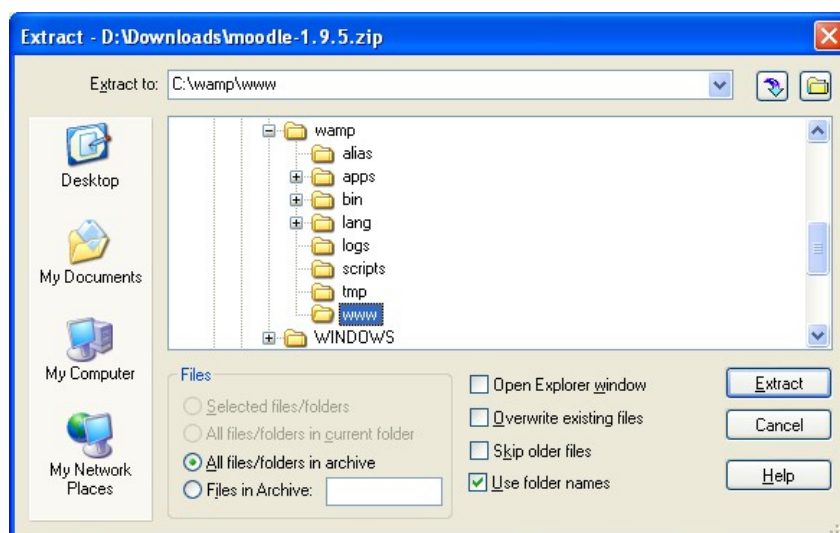 Extract - D:\Downloads\moodle-1.9.5.zip
Extract to: C:\wamp\www
Desktop
My Documents
My Computer
My Network
Places
wamp
alias
apps
bin
lang
logs
scripts
tmp
www
WINDOWS
Files
Selected files/folders
All files/folders in current folder
All files/folders in archive
Files in Archive:
Open Explorer window
Overwrite existing files
Skip older files
Use folder names
Extract
Cancel
Help